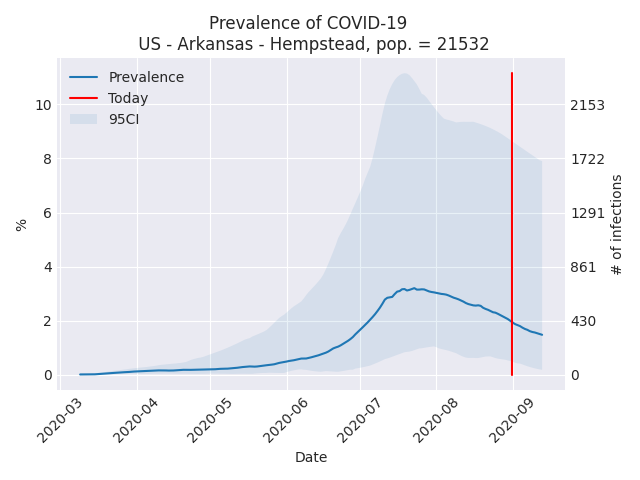 Prevalence of COVID-19
US - Arkansas - Hempstead, pop. = 21532
Prevalence
Today
95CI
10
8
6
4
2
0
%
2153
1722
1291
861
430
0
# of infections
2020-03
2020-04
2020-05
2020-06
2020-07
2020-08
2020-09
Date